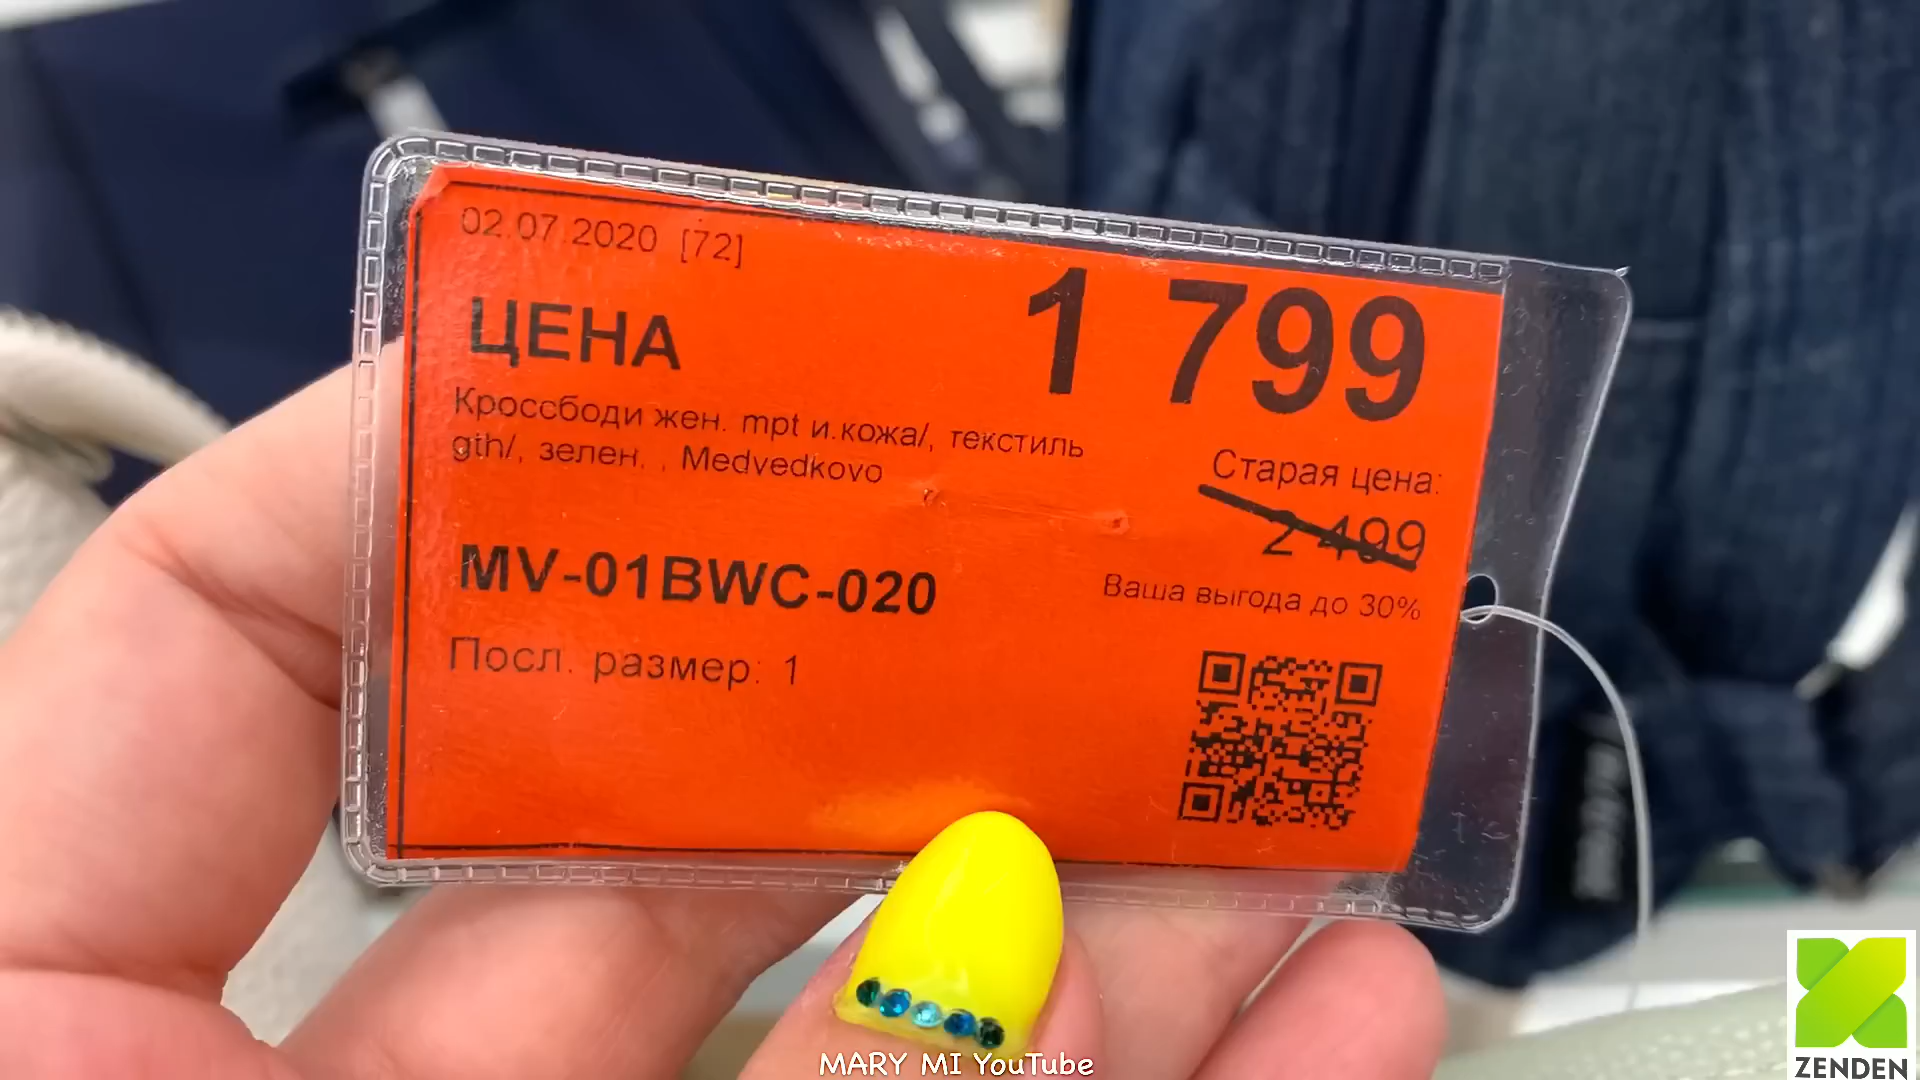 02.07.2020 [72]
ЦЕНА
1 799
Кроссбоди жен. mpt и.кожа/, текстиль
gth/, зелен. , Medvedkovo
Старая цена:
2 499
Ваша выгода до 30%
MV-01BWC-020
Посл. размер: 1
MARY MI YouTube
ZENDEN